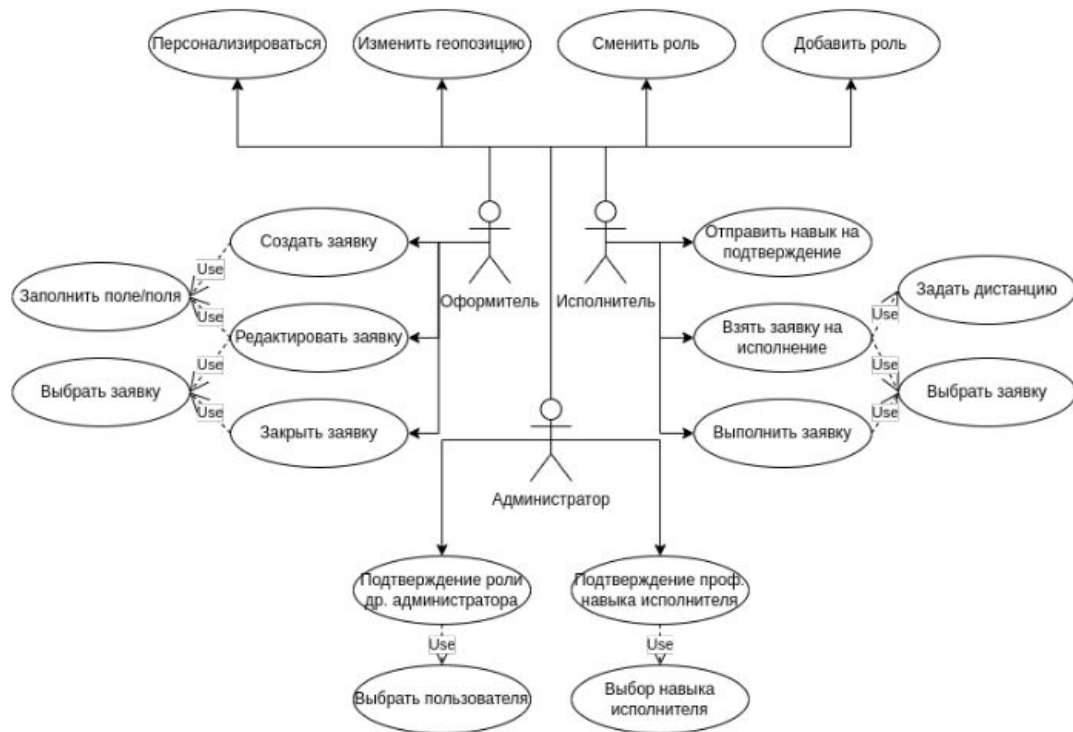 Персонализироваться
Изменить геопозицию
Сменить роль
Добавить роль
Создать заявку
Отправить навык на
подтверждение
Use
Заполнить поле/поля
Оформитель
Исполнитель
Задать дистанцию
Use
Use
Редактировать заявку
Взять заявку на
исполнение
Use
Use
Выбрать заявку
Выбрать заявку
Use
Use
Закрыть заявку
Выполнить заявку
Администратор
Подтверждение роли
др. администратора
Подтверждение проф.
навыка исполнителя
Use
Use
Выбрать пользователя
Выбор навыка
исполнителя